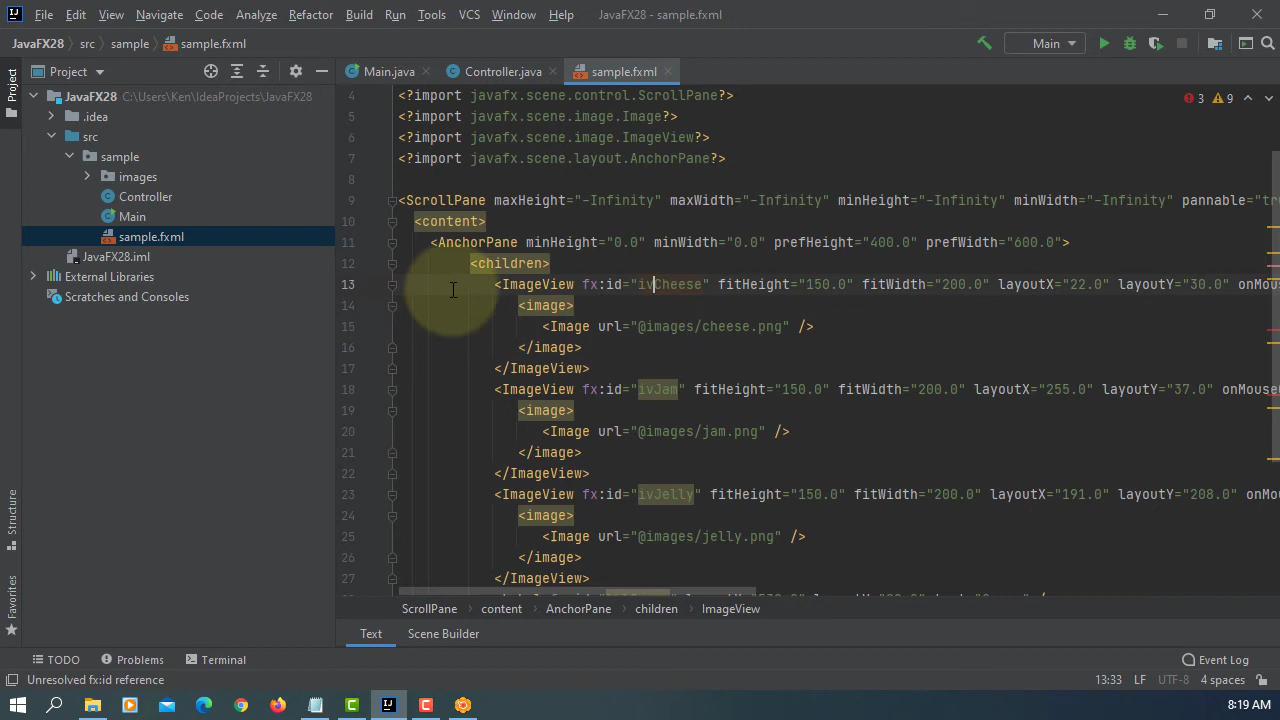 File Edit View Navigate Code Analyze Refactor Build Run Tools VCS Window Help JavaFX28 - sample.fxml
JavaFX28 src sample sample.fxml Main
Project Main.java Controller.java sample.fxml
Project
JavaFX28 C:\Users\Ken\IdeaProjects\JavaFX28
.idea
src
sample
images
Controller
Main
sample.fxml
JavaFX28.iml
External Libraries
Scratches and Consoles
3 9
4 <?import javafx.scene.control.ScrollPane?>
5 <?import javafx.scene.image.Image?>
6 <?import javafx.scene.image.ImageView?>
7 <?import javafx.scene.layout.AnchorPane?>
8
9 <ScrollPane maxHeight="-Infinity" maxWidth="-Infinity" minHeight="-Infinity" minWidth="-Infinity" pannable="tru
10 <content>
11 <AnchorPane minHeight="0.0" minWidth="0.0" prefHeight="400.0" prefWidth="600.0">
12 <children>
13 <ImageView fx:id="ivCheese" fitHeight="150.0" fitWidth="200.0" layoutX="22.0" layoutY="30.0" onMous
14 <image>
15 <Image url="@images/cheese.png" />
16 </image>
17 </ImageView>
18 <ImageView fx:id="ivJam" fitHeight="150.0" fitWidth="200.0" layoutX="255.0" layoutY="37.0" onMouse
19 <image>
20 <Image url="@images/jam.png" />
21 </image>
22 </ImageView>
23 <ImageView fx:id="ivJelly" fitHeight="150.0" fitWidth="200.0" layoutX="191.0" layoutY="208.0" onMo
24 <image>
25 <Image url="@images/jelly.png" />
26 </image>
27 </ImageView>
ScrollPane content AnchorPane children ImageView
Text Scene Builder
Structure
Favorites
TODO Problems Terminal Event Log
Unresolved fx:id reference 13:33 LF UTF-8 4 spaces
8:19 AM